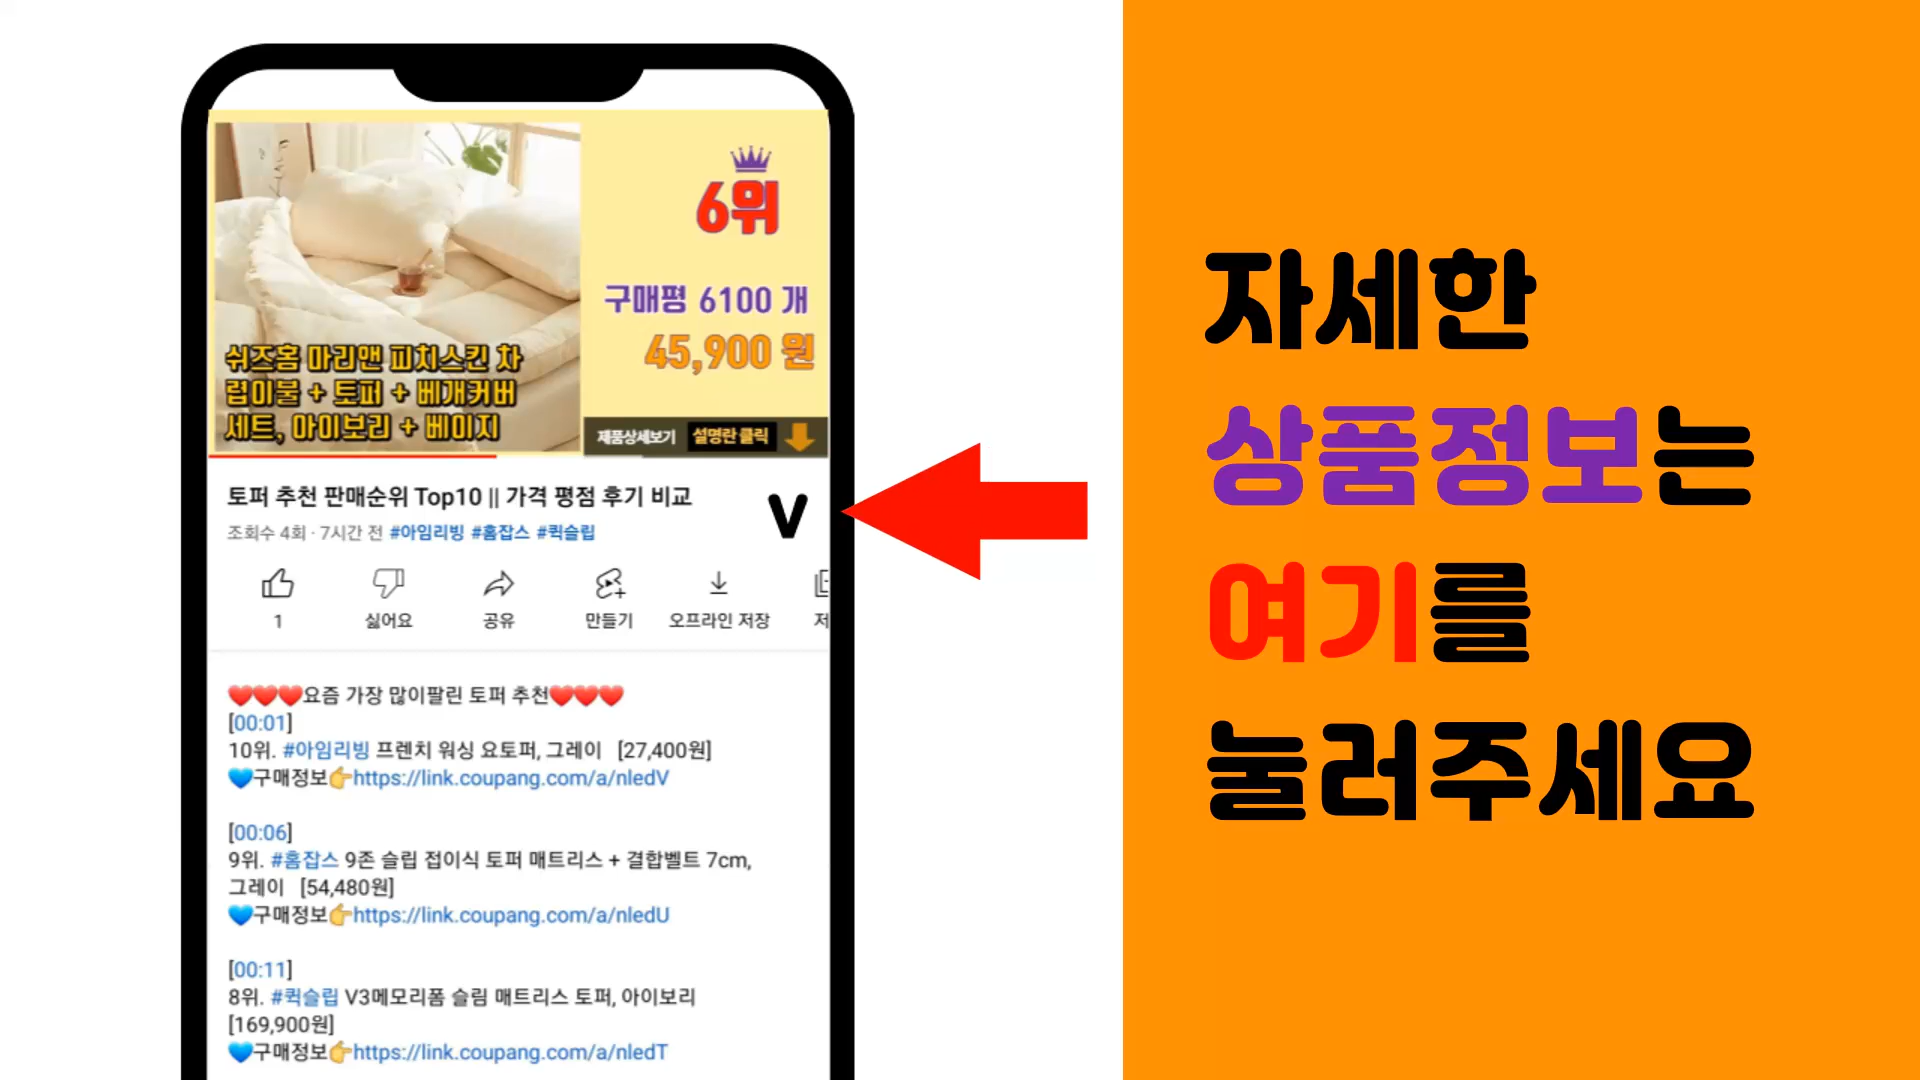 6위
구매평 6100 개
45,900 원
쉬즈홈 마리앤 피치스킨 차
렵이불 + 토퍼 + 베개커버
세트, 아이보리 + 베이지
제품상세보기 설명란 클릭
토퍼 추천 판매순위 Top10 || 가격 평점 후기 비교
V
조회수 4회 · 7시간 전 #아임리빙 #홈잡스 #퀵슬립
1 싫어요 공유 만들기 오프라인 저장 저
❤️❤️❤️요즘 가장 많이팔린 토퍼 추천❤️❤️❤️
[00:01]
10위. #아임리빙 프렌치 워싱 요토퍼, 그레이 [27,400원]
💙구매정보👉https://link.coupang.com/a/nledV
[00:06]
9위. #홈잡스 9존 슬립 접이식 토퍼 매트리스 + 결합벨트 7cm,
그레이 [54,480원]
💙구매정보👉https://link.coupang.com/a/nledU
[00:11]
8위. #퀵슬립 V3메모리폼 슬림 매트리스 토퍼, 아이보리
[169,900원]
💙구매정보👉https://link.coupang.com/a/nledT
자세한
상품정보는
여기를
눌러주세요